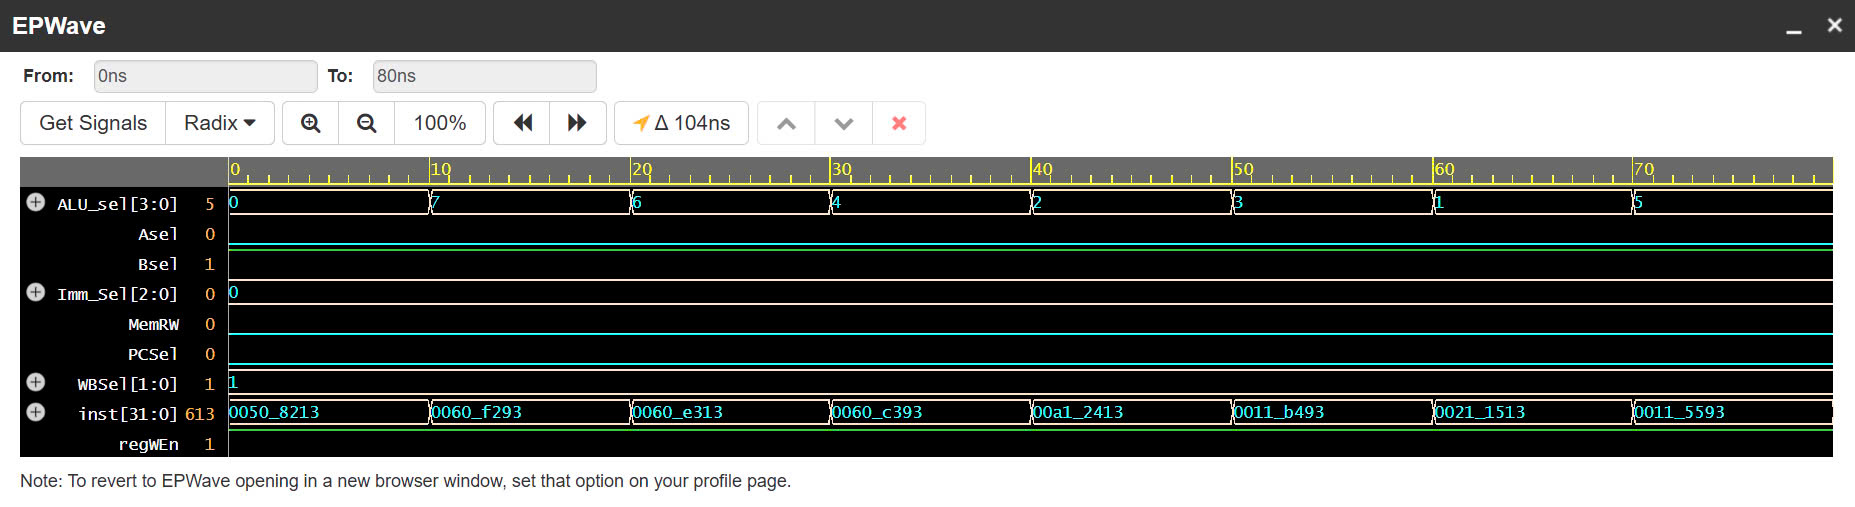 EPWave
From: 0ns To: 80ns
Get Signals Radix 100% Δ 104ns
0 10 20 30 40 50 60 70
ALU_sel[3:0] 5 0 7 6 4 2 3 1 5
Asel 0
Bsel 1
Imm_Sel[2:0] 0 0
MemRW 0
PCSel 0
WBSel[1:0] 1 1
inst[31:0] 613 0050_8213 0060_f293 0060_e313 0060_c393 00a1_2413 0011_b493 0021_1513 0011_5593
regWEn 1
Note: To revert to EPWave opening in a new browser window, set that option on your profile page.